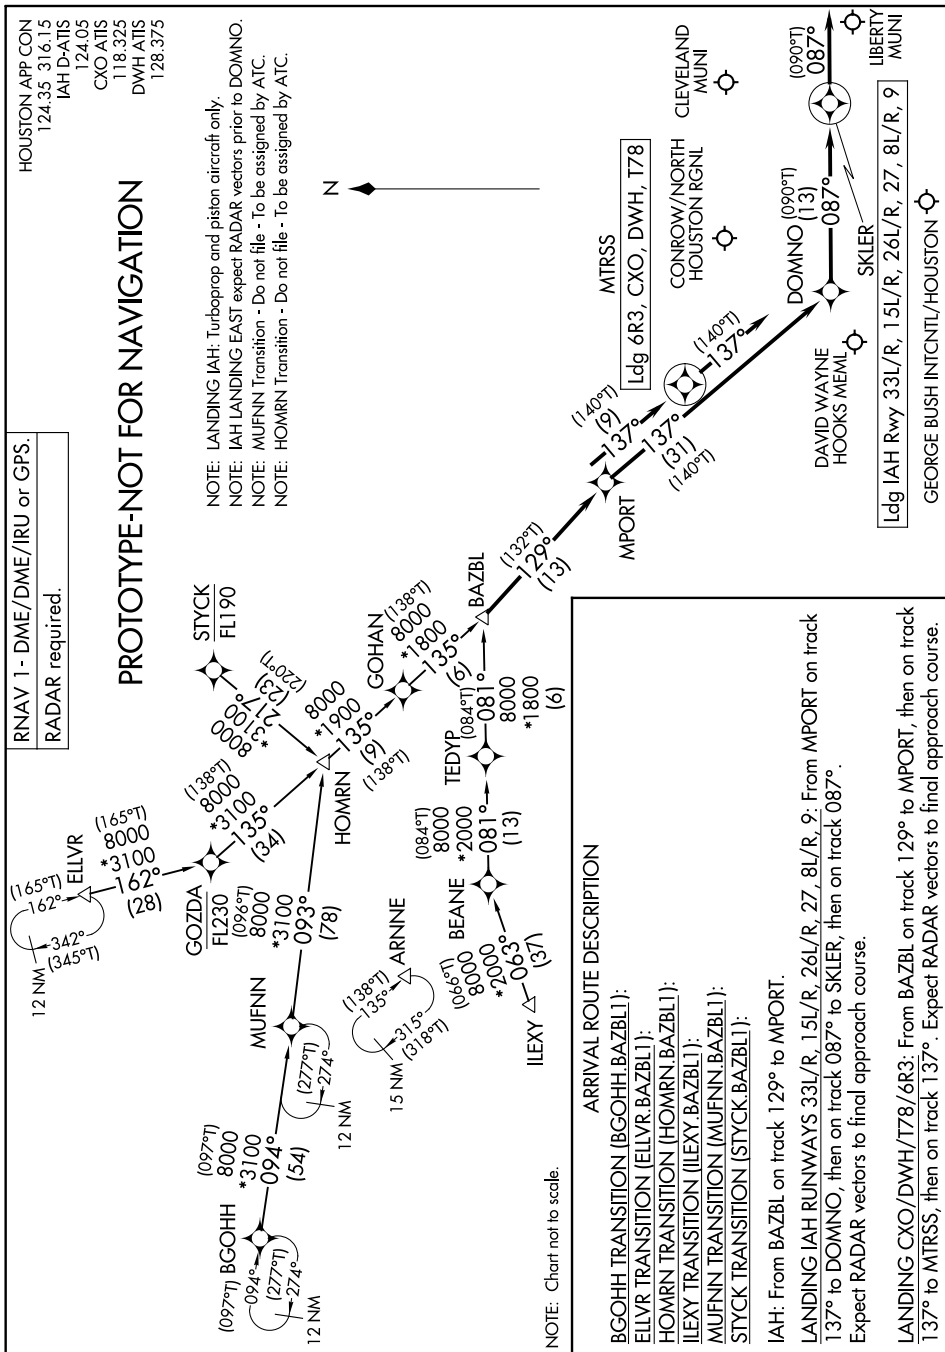 RNAV 1 - DME/DME/IRU or GPS.
RADAR required.
PROTOTYPE-NOT FOR NAVIGATION
HOUSTON APP CON
124.35 316.15
IAH D-ATIS
124.05
CXO ATIS
118.325
DWH ATIS
128.375
NOTE: LANDING IAH: Turboprop and piston aircraft only.
NOTE: IAH LANDING EAST expect RADAR vectors prior to DOMNO.
NOTE: MUFNN Transition - Do not file - To be assigned by ATC.
NOTE: HOMRN Transition - Do not file - To be assigned by ATC.
N
ELLVR
(165°T)
162°
342°
(345°T)
12 NM
(165°T)
8000
*3100
162°
(28)
STYCK
FL190
(220°T)
(23)
217°
*3100
8000
GOZDA
FL230
(138°T)
8000
*3100
135°
(34)
BGOHH
(097°T)
094°
(277°T)
274°
12 NM
(097°T)
8000
*3100
094°
(54)
MUFNN
(277°T)
274°
12 NM
(096°T)
8000
*3100
093°
(78)
HOMRN
8000
*1900
135°
(9)
(138°T)
GOHAN
(138°T)
8000
*1800
135°
(6)
BAZBL
ARNNE
(138°T)
135°
315°
(318°T)
15 NM
ILEXY
(066°T)
8000
*2000
063°
(37)
BEANE
(084°T)
8000
*2000
081°
(13)
TEDYP
(084°T)
081°
8000
*1800
(6)
(132°T)
129°
(13)
MPORT
(140°T)
(9)
137°
137°
(31)
(140°T)
MTRSS
Ldg 6R3, CXO, DWH, T78
(140°T)
137°
CONROW/NORTH
HOUSTON RGNL
CLEVELAND
MUNI
DAVID WAYNE
HOOKS MEML
DOMNO
(090°T)
(13)
087°
SKLER
(090°T)
087°
LIBERTY
MUNI
Ldg IAH Rwy 33L/R, 15L/R, 26L/R, 27, 8L/R, 9
GEORGE BUSH INTCNTL/HOUSTON
NOTE: Chart not to scale.
ARRIVAL ROUTE DESCRIPTION
BGOHH TRANSITION (BGOHH.BAZBL1):
ELLVR TRANSITION (ELLVR.BAZBL1):
HOMRN TRANSITION (HOMRN.BAZBL1):
ILEXY TRANSITION (ILEXY.BAZBL1):
MUFNN TRANSITION (MUFNN.BAZBL1):
STYCK TRANSITION (STYCK.BAZBL1):
IAH: From BAZBL on track 129° to MPORT.
LANDING IAH RUNWAYS 33L/R, 15L/R, 26L/R, 27, 8L/R, 9: From MPORT on track
137° to DOMNO, then on track 087° to SKLER, then on track 087°.
Expect RADAR vectors to final approach course.
LANDING CXO/DWH/T78/6R3: From BAZBL on track 129° to MPORT, then on track
137° to MTRSS, then on track 137°. Expect RADAR vectors to final approach course.